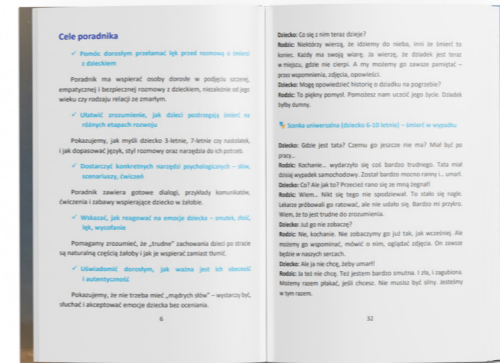 Cele poradnika
✓ Pomóc dorosłym przełamać lęk przed rozmową o śmierci
z dzieckiem
Poradnik ma wspierać osoby dorosłe w podjęciu szczerej,
empatycznej i bezpiecznej rozmowy z dzieckiem, niezależnie od jego
wieku czy rodzaju relacji ze zmarłym.
✓ Ułatwić zrozumienie, jak dzieci postrzegają śmierć na
różnych etapach rozwoju
Pokazujemy, jak myśli dziecko 3-letnie, 7-letnie czy nastolatek,
i jak dopasować język, styl rozmowy oraz narzędzia do ich potrzeb.
✓ Dostarczyć konkretnych narzędzi psychologicznych – słów,
scenariuszy, ćwiczeń
Poradnik zawiera gotowe dialogi, przykłady komunikatów,
ćwiczenia i zabawy wspierające dziecko w żałobie.
✓ Wskazać, jak reagować na emocje dziecka – smutek, złość,
lęk, wycofanie
Pomagamy zrozumieć, że „trudne” zachowania dzieci po stracie
są naturalną częścią żałoby i jak je wspierać zamiast tłumić.
✓ Uświadomić dorosłym, jak ważna jest ich obecność
i autentyczność
Pokazujemy, że nie trzeba mieć „mądrych słów” – wystarczy być,
słuchać i akceptować emocje dziecka bez oceniania.
6
Dziecko: Co się z nim teraz dzieje?
Rodzic: Niektórzy wierzą, że idziemy do nieba, inni że śmierć to
koniec. Każdy ma swoją wiarę. Ja wierzę, że dziadek jest teraz
w miejscu, gdzie nie cierpi. A my możemy go zawsze pamiętać –
przez wspomnienia, zdjęcia, opowieści.
Dziecko: Mogę opowiedzieć historię o dziadku na pogrzebie?
Rodzic: To piękny pomysł. Pomożesz nam uczcić jego życie. Dziadek
byłby dumny.
Scenka uniwersalna (dziecko 6-10 letnie) – śmierć w wypadku
Dziecko: Gdzie jest tata? Czemu go jeszcze nie ma? Miał być po
pracy...
Rodzic: Kochanie... wydarzyło się coś bardzo trudnego. Tata miał
dzisiaj wypadek samochodowy. Został bardzo mocno ranny i... umarł.
Dziecko: Co? Ale jak to? Przecież rano się ze mną żegnał!
Rodzic: Wiem... Nikt się tego nie spodziewał. To stało się nagle.
Lekarze próbowali go ratować, ale nie udało się. Bardzo mi przykro.
Wiem, że to jest trudne do zrozumienia.
Dziecko: Już go nie zobaczę?
Rodzic: Nie, kochanie. Nie zobaczymy go już tak, jak wcześniej. Ale
możemy go wspominać, mówić o nim, oglądać zdjęcia. On zawsze
będzie w naszych sercach.
Dziecko: Ale ja nie chcę, żeby umarł!
Rodzic: Ja też nie chcę. Też jestem bardzo smutna. I zła, i zagubiona.
Możemy razem płakać, jeśli chcesz. Nie musisz być silny. Jesteśmy
w tym razem.
32